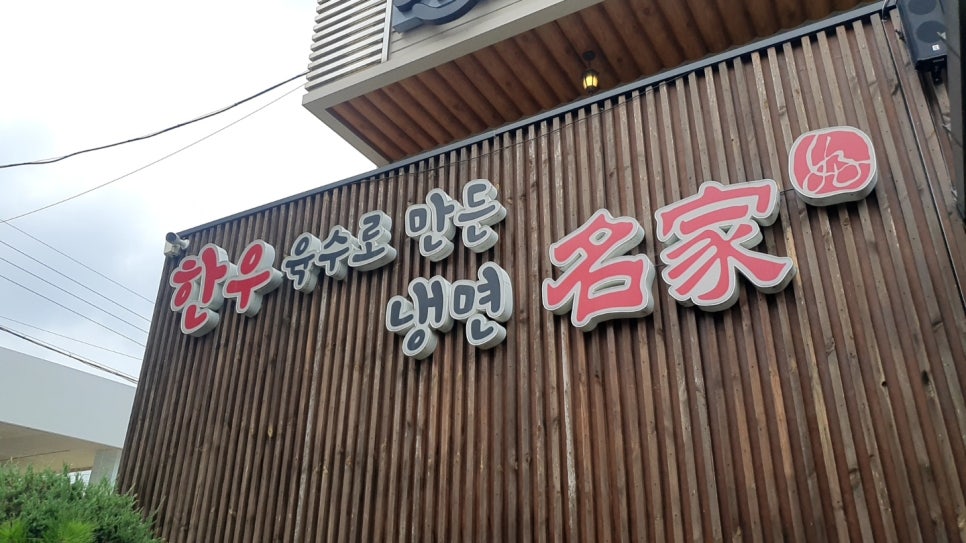 한우 육수로 만든
냉면 名家